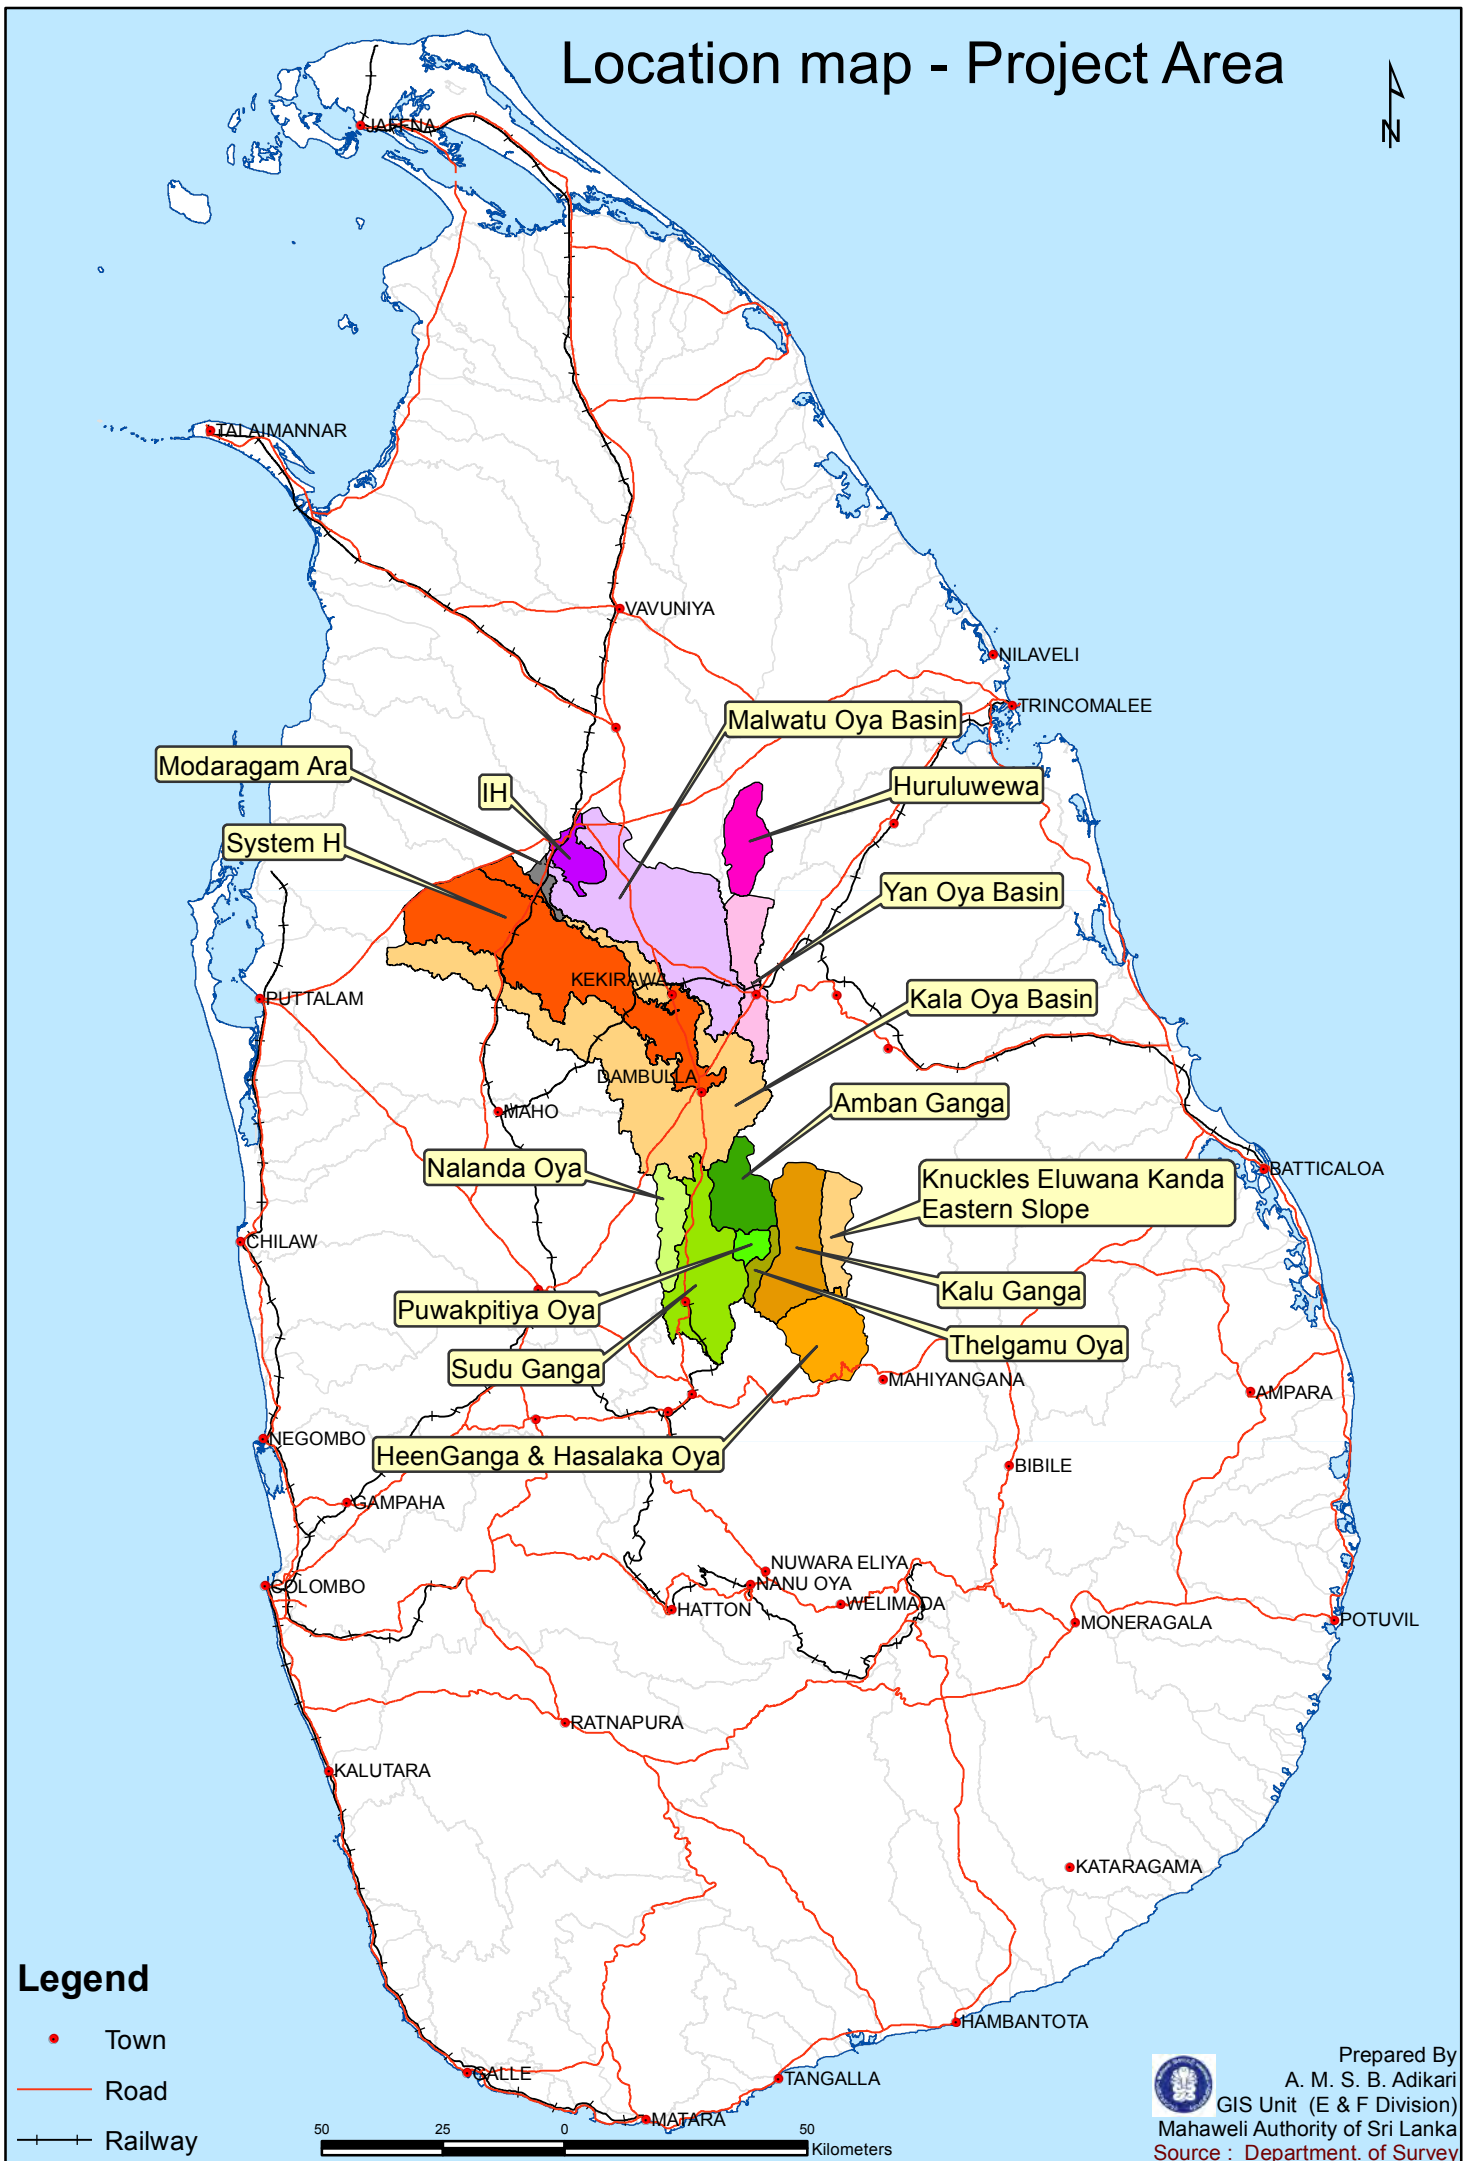 Location map - Project Area
N
JAFFNA
TALAIMANNAR
VAVUNIYA
NILAVELI
TRINCOMALEE
Malwatu Oya Basin
Modaragam Ara
IH
Huruluwewa
System H
Yan Oya Basin
KEKIRAWA
PUTTALAM
Kala Oya Basin
DAMBULLA
MAHO
Amban Ganga
Nalanda Oya
Knuckles Eluwana Kanda
Eastern Slope
BATTICALOA
CHILAW
Kalu Ganga
Puwakpitiya Oya
Thelgamu Oya
Sudu Ganga
MAHIYANGANA
AMPARA
NEGOMBO
HeenGanga & Hasalaka Oya
BIBILE
GAMPAHA
NUWARA ELIYA
NANU OYA
COLOMBO
WELIMADA
HATTON
MONERAGALA
POTUVIL
RATNAPURA
KALUTARA
KATARAGAMA
HAMBANTOTA
GALLE
TANGALLA
MATARA
Legend
Town
Road
Railway
50 25 0 50
Kilometers
Prepared By
A. M. S. B. Adikari
GIS Unit (E & F Division)
Mahaweli Authority of Sri Lanka
Source : Department. of Survey